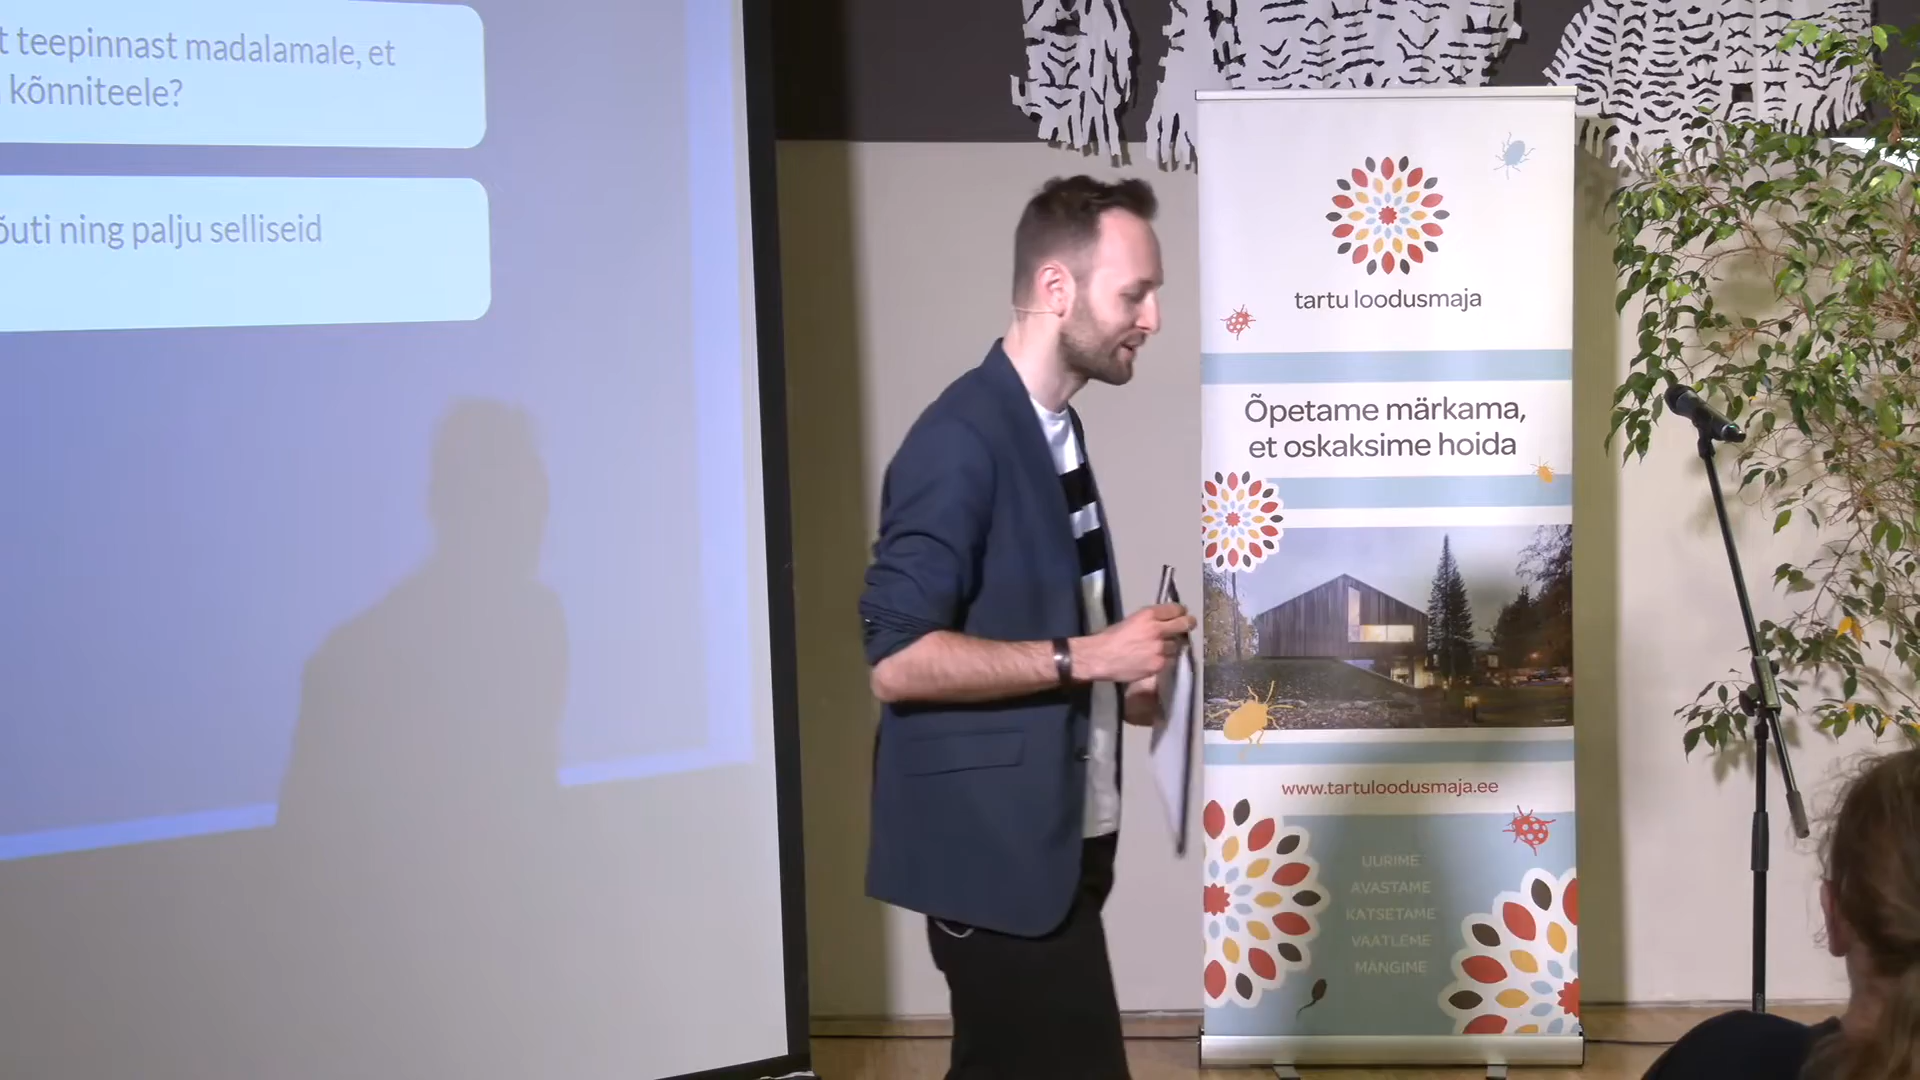 t teepinnast madalamale, et
kõnniteele?
õuti ning palju selliseid
tartu loodusmaja
Õpetame märkama,
et oskaksime hoida
www.tartuloodusmaja.ee
UURIME
AVASTAME
KATSETAME
VAATLEME
MÄNGIME